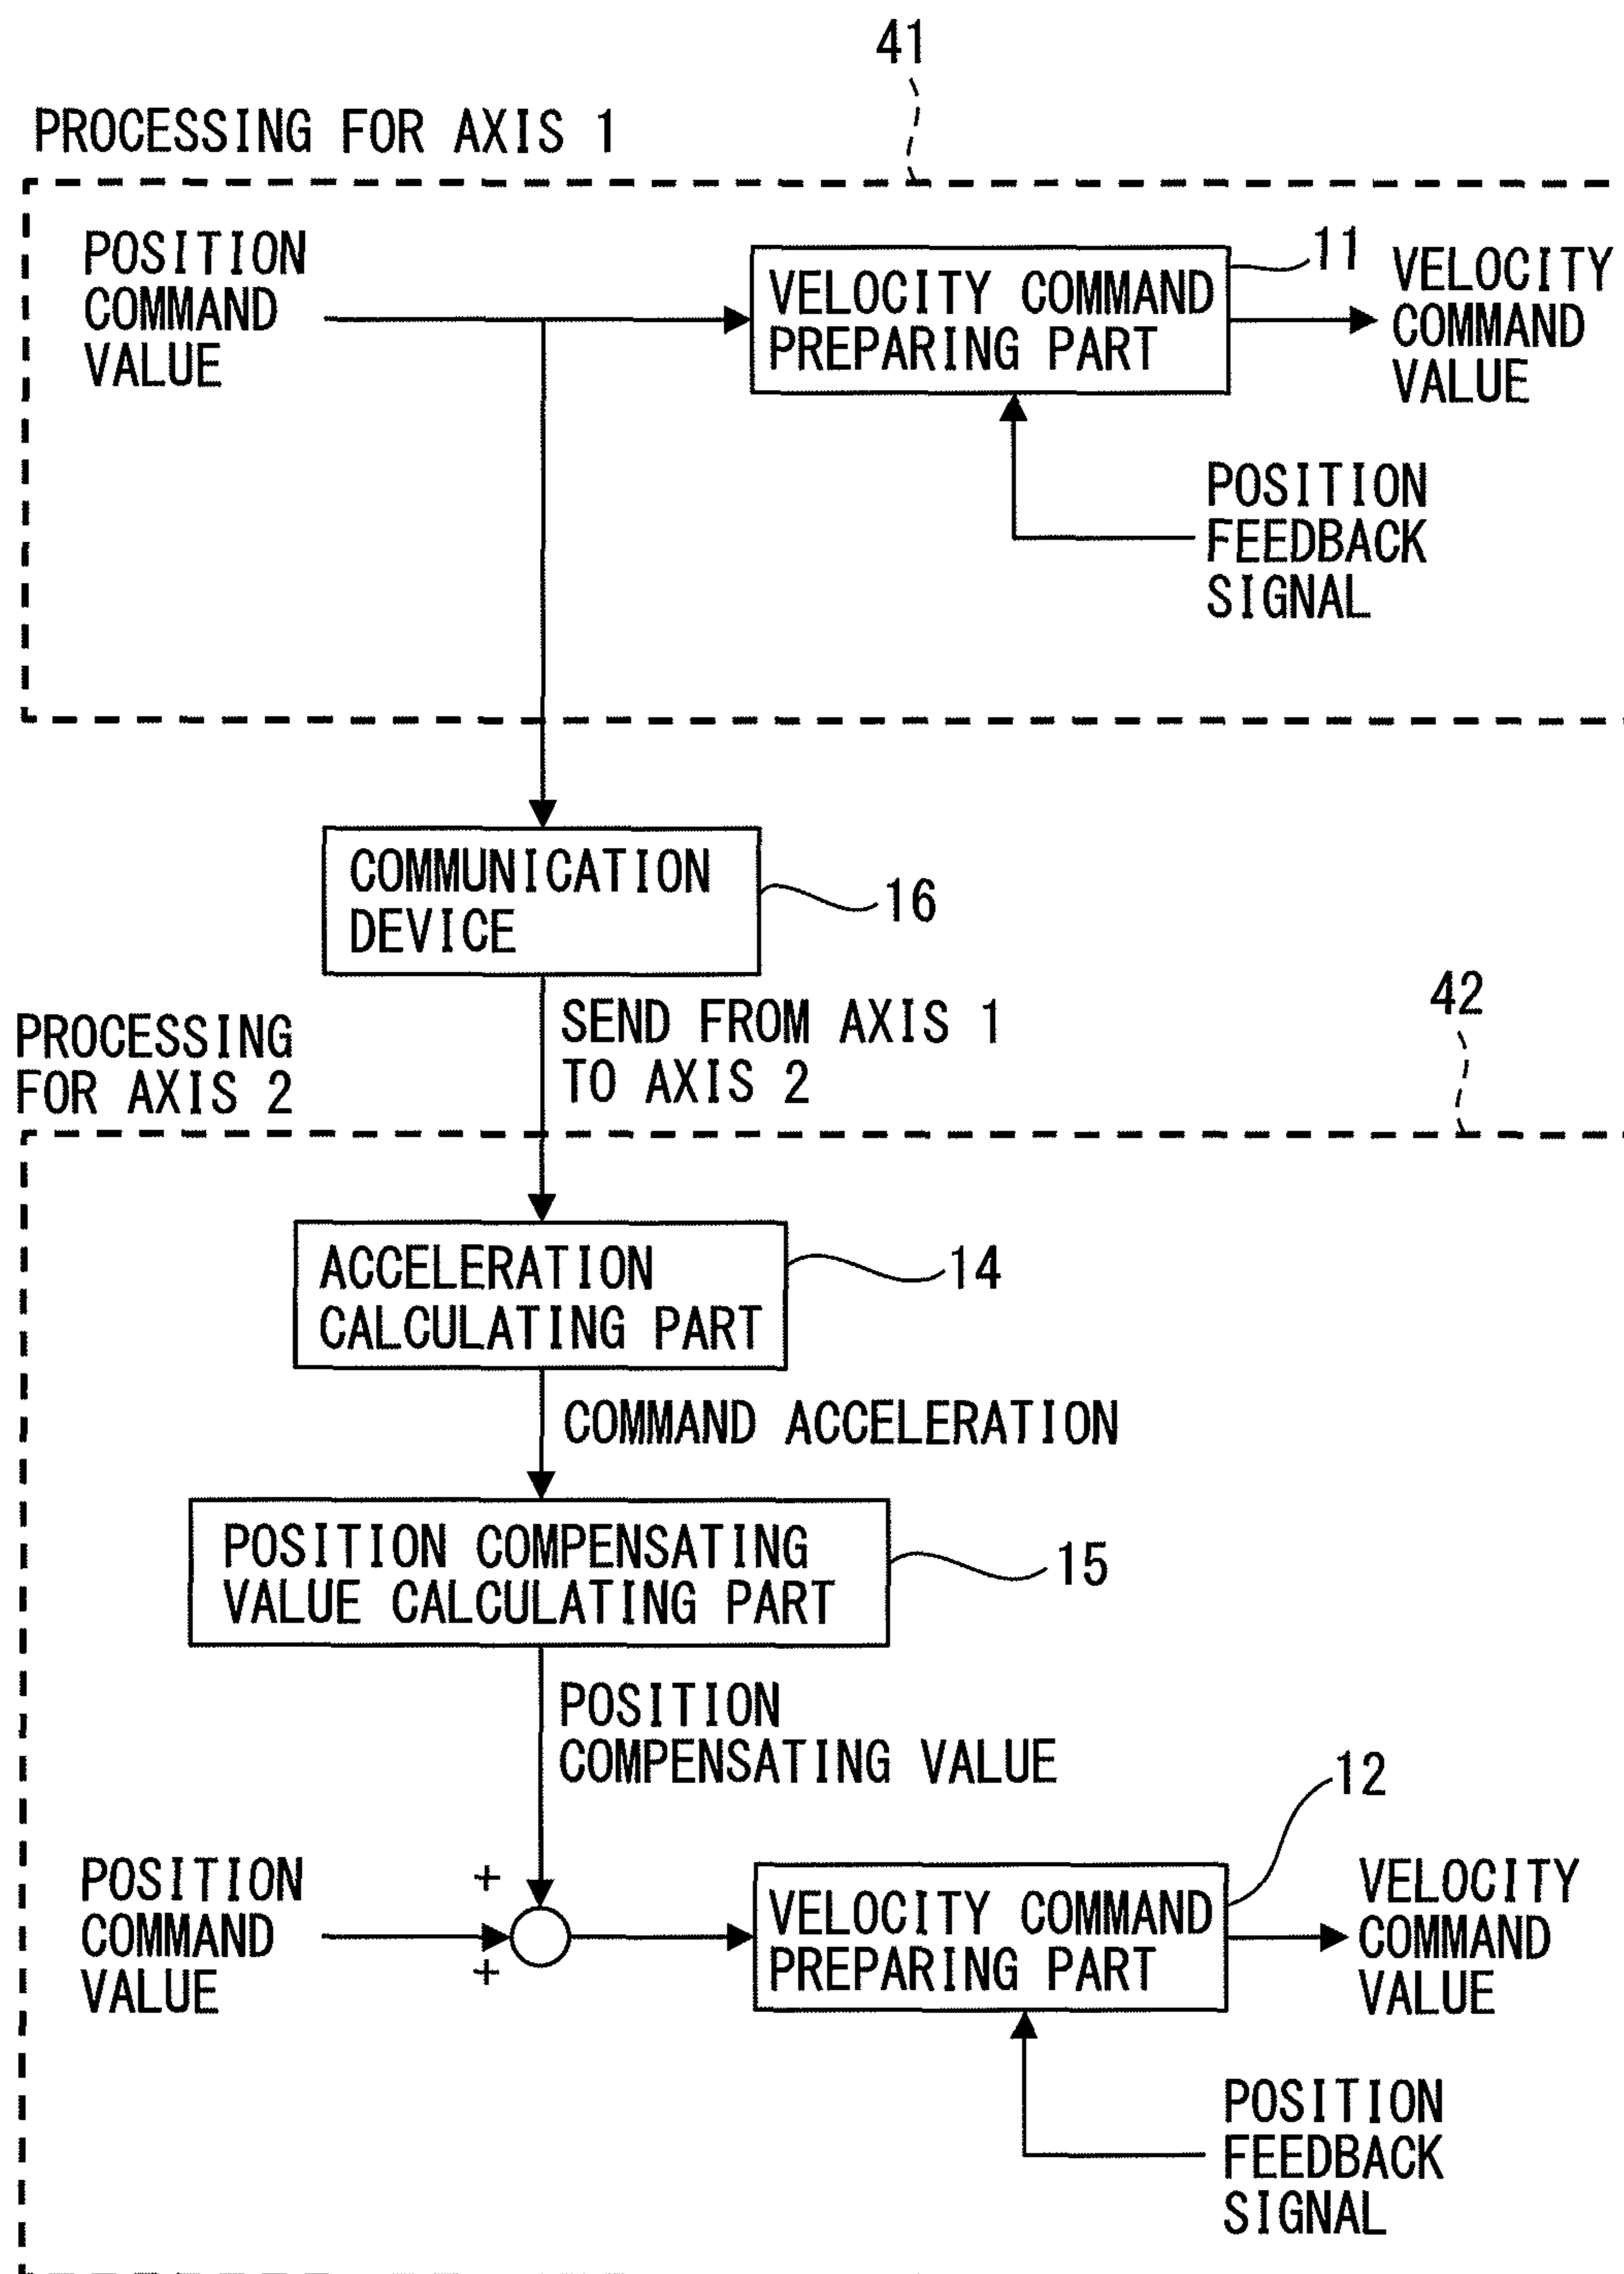 41
PROCESSING FOR AXIS 1
POSITION
COMMAND
VALUE
VELOCITY COMMAND
PREPARING PART
11
VELOCITY
COMMAND
VALUE
POSITION
FEEDBACK
SIGNAL
COMMUNICATION
DEVICE
16
SEND FROM AXIS 1
TO AXIS 2
PROCESSING
FOR AXIS 2
42
ACCELERATION
CALCULATING PART
14
COMMAND ACCELERATION
POSITION COMPENSATING
VALUE CALCULATING PART
15
POSITION
COMPENSATING VALUE
12
POSITION
COMMAND
VALUE
+
+
VELOCITY COMMAND
PREPARING PART
VELOCITY
COMMAND
VALUE
POSITION
FEEDBACK
SIGNAL